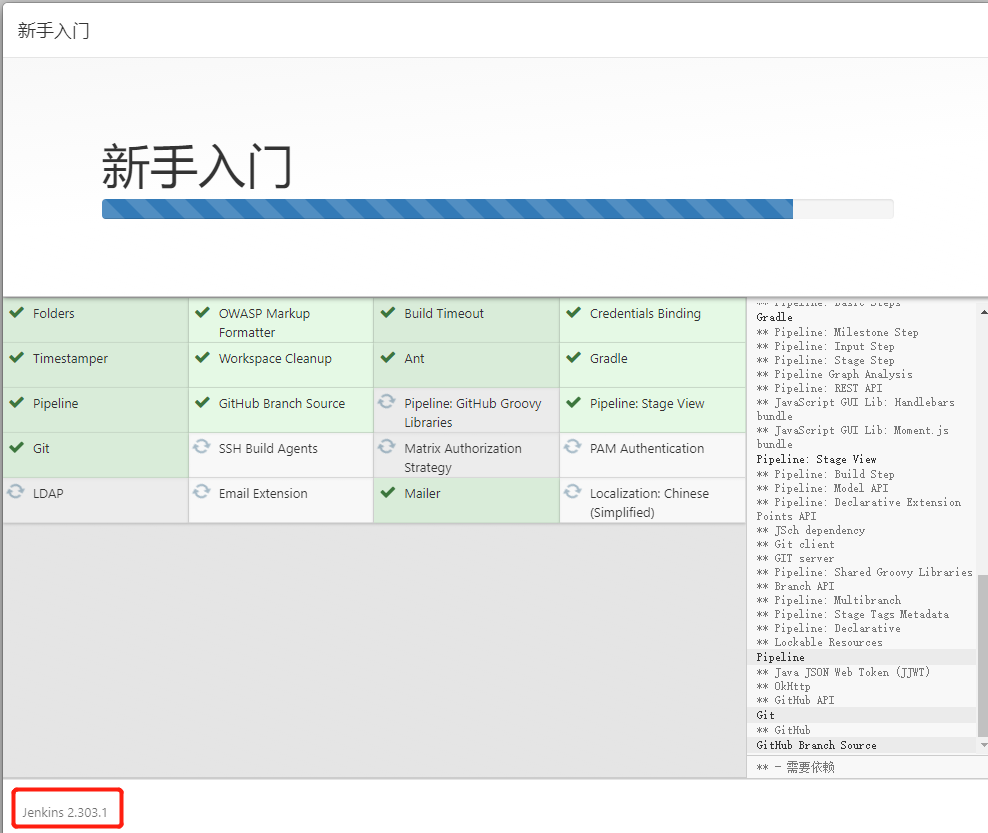 新手入门
新手入门
Folders
OWASP Markup
Formatter
Build Timeout
Credentials Binding
Timestamper
Workspace Cleanup
Ant
Gradle
Pipeline
GitHub Branch Source
Pipeline: GitHub Groovy
Libraries
Pipeline: Stage View
Git
SSH Build Agents
Matrix Authorization
Strategy
PAM Authentication
LDAP
Email Extension
Mailer
Localization: Chinese
(Simplified)
** Pipeline: Basic Steps
Gradle
** Pipeline: Milestone Step
** Pipeline: Input Step
** Pipeline: Stage Step
** Pipeline Graph Analysis
** Pipeline: REST API
** JavaScript GUI Lib: Handlebars
bundle
** JavaScript GUI Lib: Moment.js
bundle
Pipeline: Stage View
** Pipeline: Build Step
** Pipeline: Model API
** Pipeline: Declarative Extension
Points API
** JSch dependency
** Git client
** GIT server
** Pipeline: Shared Groovy Libraries
** Branch API
** Pipeline: Multibranch
** Pipeline: Stage Tags Metadata
** Pipeline: Declarative
** Lockable Resources
Pipeline
** Java JSON Web Token (JJWT)
** OkHttp
** GitHub API
Git
** GitHub
GitHub Branch Source
** - 需要依赖
Jenkins 2.303.1